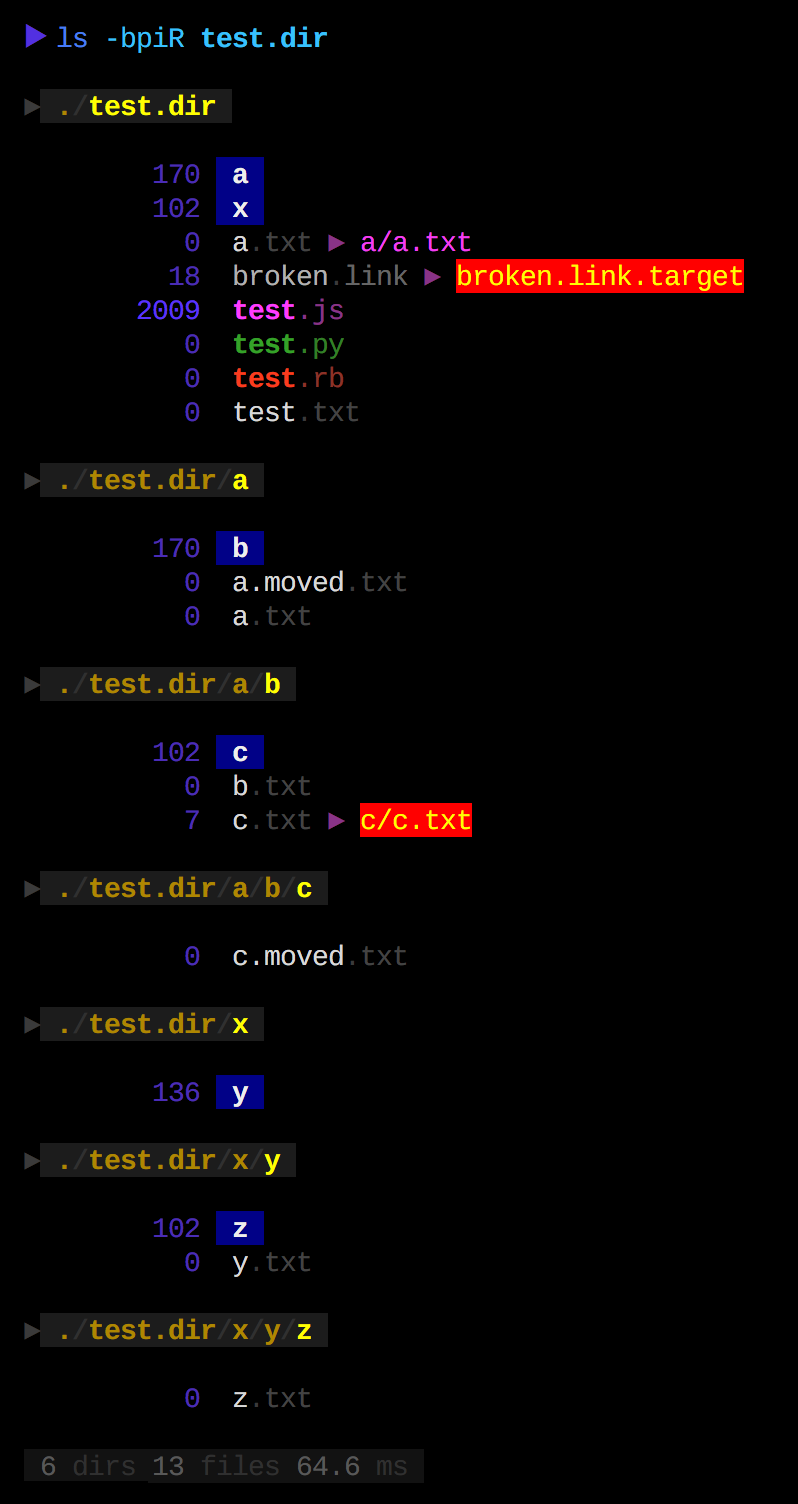 ▶ ls -bpiR test.dir
▶ ./test.dir
170 a
102 x
0 a.txt ▶ a/a.txt
18 broken.link ▶ broken.link.target
2009 test.js
0 test.py
0 test.rb
0 test.txt
▶ ./test.dir/a
170 b
0 a.moved.txt
0 a.txt
▶ ./test.dir/a/b
102 c
0 b.txt
7 c.txt ▶ c/c.txt
▶ ./test.dir/a/b/c
0 c.moved.txt
▶ ./test.dir/x
136 y
▶ ./test.dir/x/y
102 z
0 y.txt
▶ ./test.dir/x/y/z
0 z.txt
6 dirs 13 files 64.6 ms